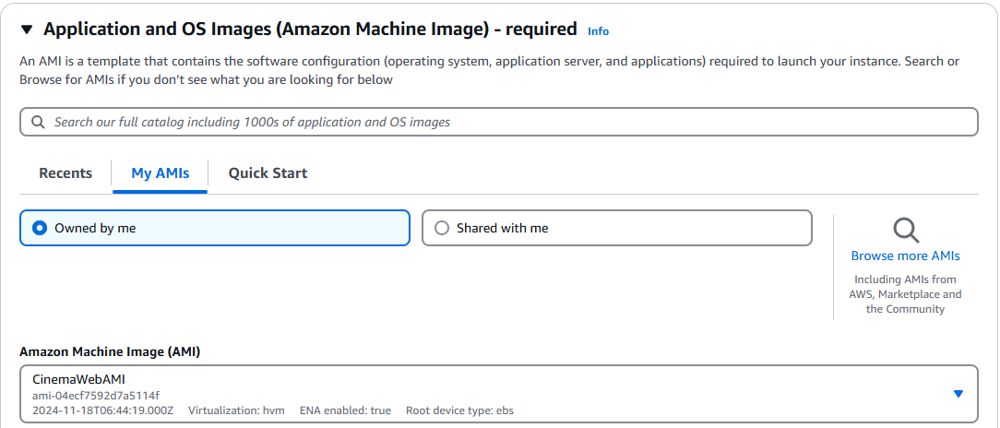 Application and OS Images (Amazon Machine Image) - required Info
An AMI is a template that contains the software configuration (operating system, application server, and applications) required to launch your instance. Search or
Browse for AMIs if you don’t see what you are looking for below
Search our full catalog including 1000s of application and OS images
Recents My AMIs Quick Start
Owned by me Shared with me
Browse more AMIs
Including AMIs from
AWS, Marketplace and
the Community
Amazon Machine Image (AMI)
CinemaWebAMI
ami-04ecf7592d7a5114f
2024-11-18T06:44:19.000Z Virtualization: hvm ENA enabled: true Root device type: ebs